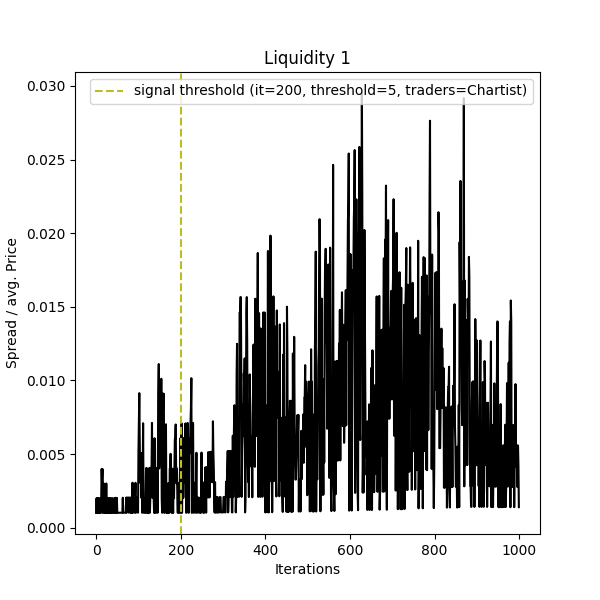 Liquidity 1
signal threshold (it=200, threshold=5, traders=Chartist)
Spread / avg. Price
0.030
0.025
0.020
0.015
0.010
0.005
0.000
0 200 400 600 800 1000
Iterations